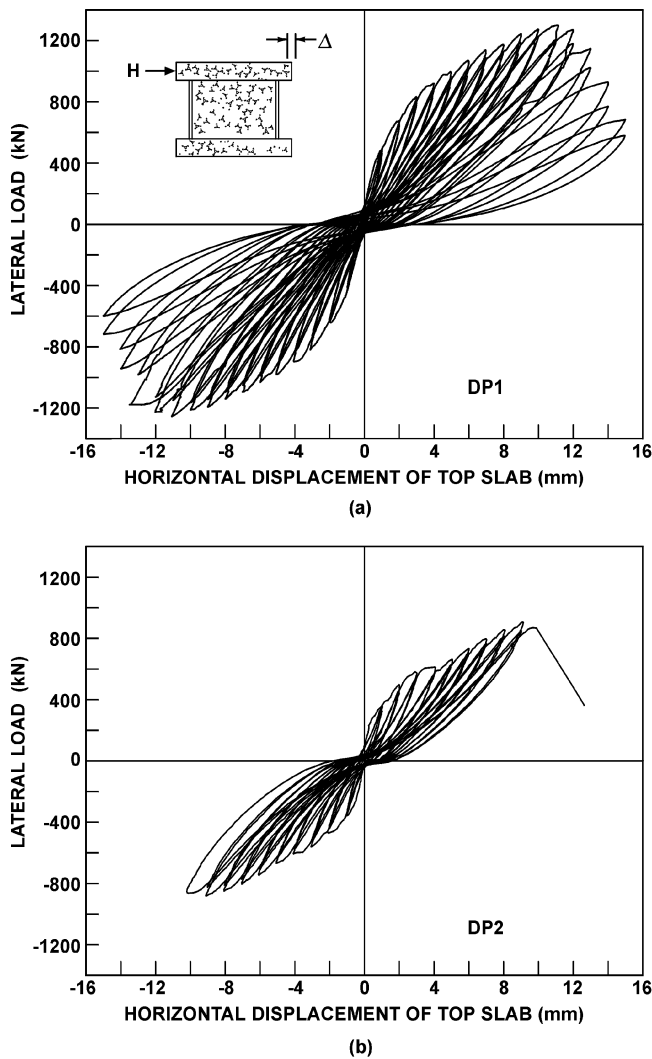 1200
800
400
0
-400
-800
-1200
LATERAL LOAD (kN)
H
Δ
DP1
-16 -12 -8 -4 0 4 8 12 16
HORIZONTAL DISPLACEMENT OF TOP SLAB (mm)
(a)
1200
800
400
0
-400
-800
-1200
LATERAL LOAD (kN)
DP2
-16 -12 -8 -4 0 4 8 12 16
HORIZONTAL DISPLACEMENT OF TOP SLAB (mm)
(b)